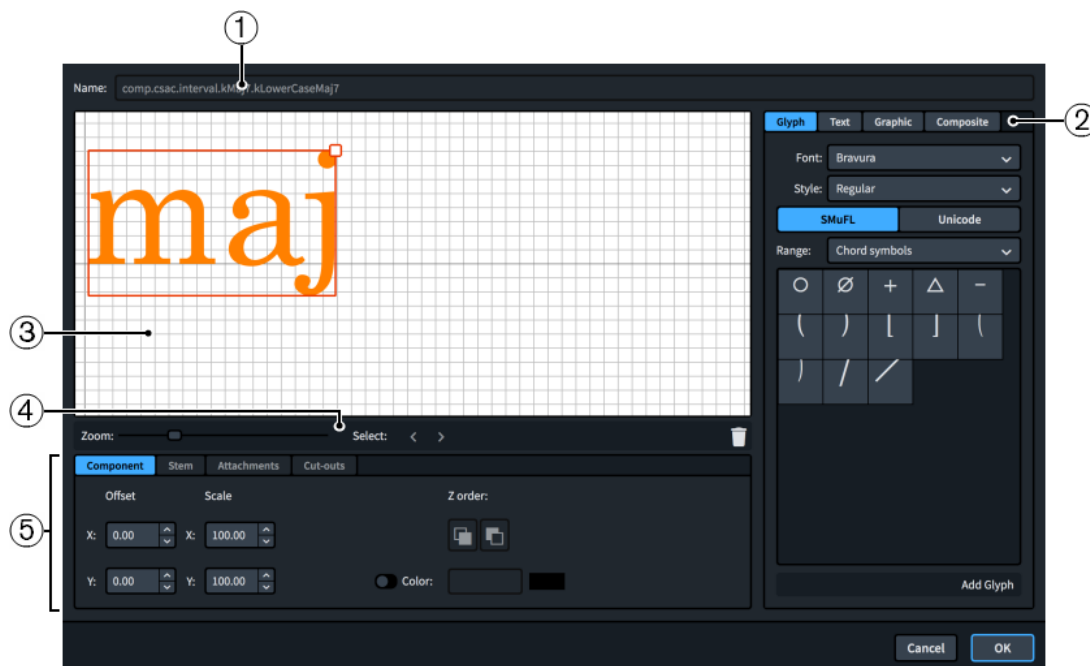 1
Name: comp.csac.interval.kMaj7.kLowerCaseMaj7
Glyph Text Graphic Composite 2
maj
Font: Bravura
Style: Regular
SMuFL Unicode
Range: Chord symbols
3
4
Zoom: Select: < >
Component Stem Attachments Cut-outs
Offset Scale Z order:
5
X: 0.00 X: 100.00
Y: 0.00 Y: 100.00 Color:
Add Glyph
Cancel OK